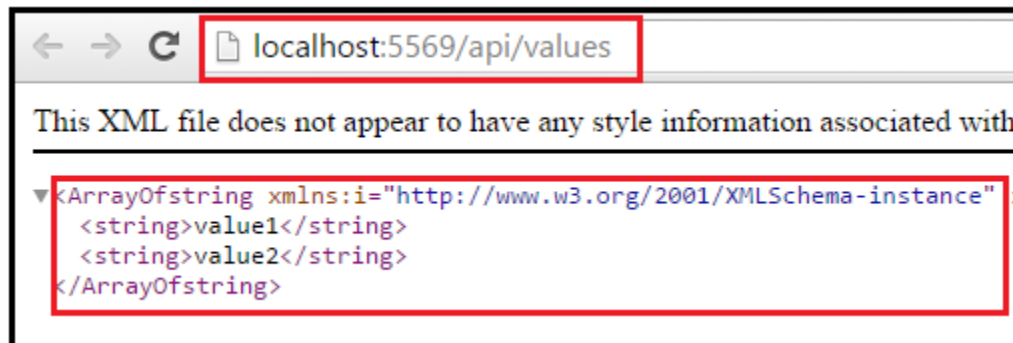 localhost:5569/api/values
This XML file does not appear to have any style information associated with
<ArrayOfstring xmlns:i="http://www.w3.org/2001/XMLSchema-instance"
<string>value1</string>
<string>value2</string>
</ArrayOfstring>